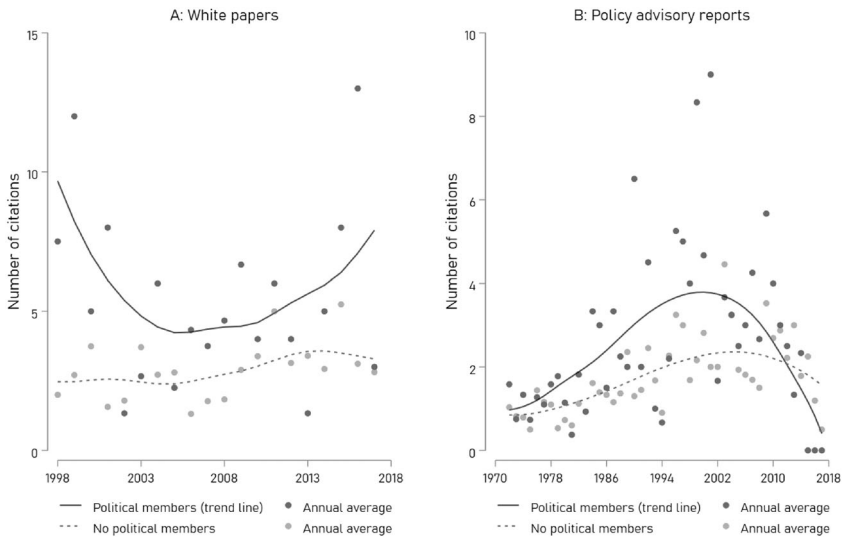 A: White papers
Number of citations
15
10
5
0
1998 2003 2008 2013 2018
Political members (trend line) Annual average
No political members Annual average
B: Policy advisory reports
Number of citations
10
8
6
4
2
0
1970 1978 1986 1994 2002 2010 2018
Political members (trend line) Annual average
No political members Annual average